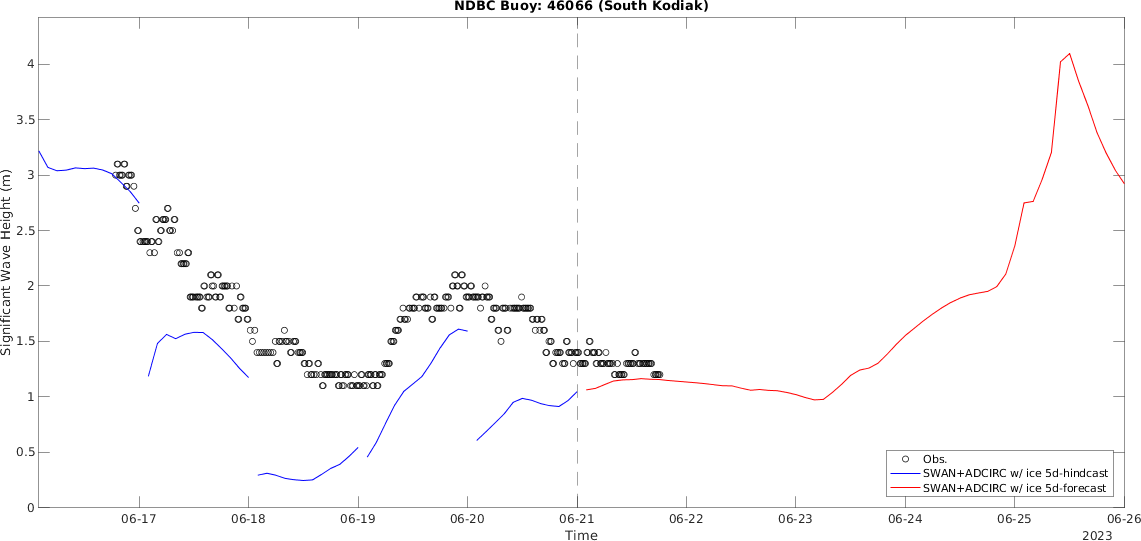 NDBC Buoy: 46066 (South Kodiak)
Significant Wave Height (m)
4
3.5
3
2.5
2
1.5
1
0.5
0
Obs.
SWAN+ADCIRC w/ ice 5d-hindcast
SWAN+ADCIRC w/ ice 5d-forecast
06-17 06-18 06-19 06-20 06-21 06-22 06-23 06-24 06-25 06-26
Time
2023